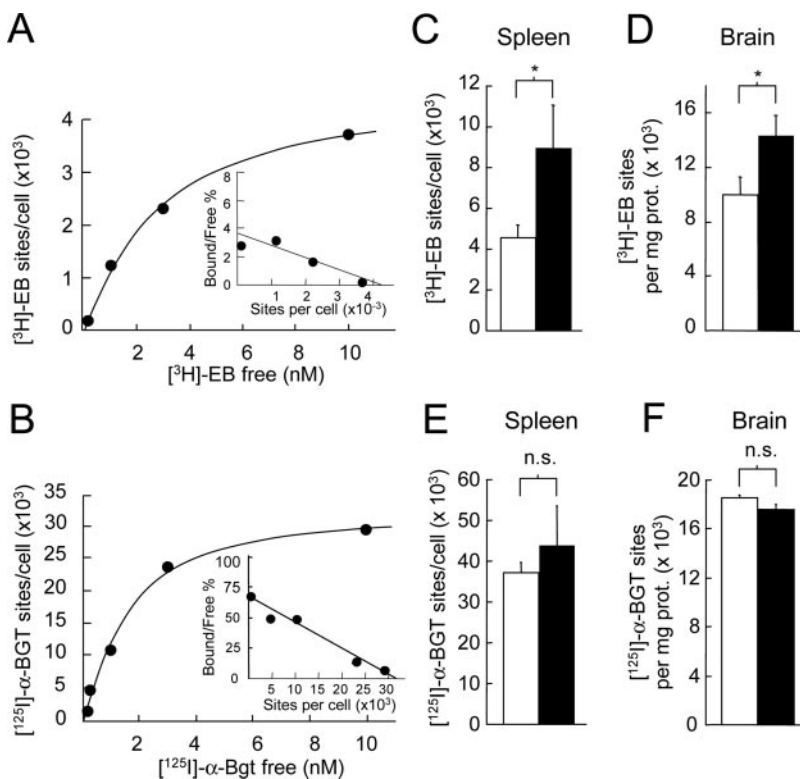 A
[³H]-EB sites/cell (x10³)
4
3
2
1
0
2 4 6 8 10
[³H]-EB free (nM)
Bound/Free %
8
6
4
2
0
1 2 3 4
Sites per cell (x10⁻³)
B
[¹²⁵I]-α-BGT sites/cell (x10³)
35
30
25
20
15
10
5
0
0 2 4 6 8 10
[¹²⁵I]-α-Bgt free (nM)
Bound/Free %
100
75
50
25
0
5 10 15 20 25 30
Sites per cell (x10³)
C
Spleen
*
[³H]-EB sites/cell (x10³)
12
10
8
6
4
2
0
D
Brain
*
[³H]-EB sites
per mg prot. (x 10³)
16
12
8
4
0
E
Spleen
n.s.
[¹²⁵I]-α-BGT sites/cell (x 10³)
60
50
40
30
20
10
0
F
Brain
n.s.
[¹²⁵I]-α-BGT sites
per mg prot. (x 10³)
20
16
12
8
4
0